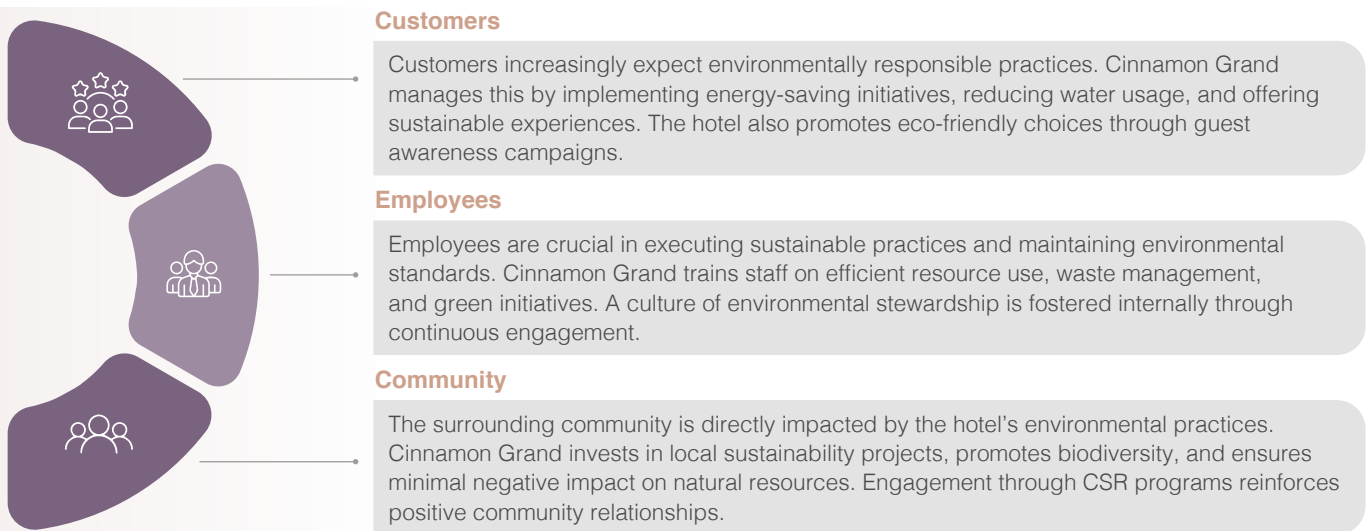 Customers
Customers increasingly expect environmentally responsible practices. Cinnamon Grand
manages this by implementing energy-saving initiatives, reducing water usage, and offering
sustainable experiences. The hotel also promotes eco-friendly choices through guest
awareness campaigns.
Employees
Employees are crucial in executing sustainable practices and maintaining environmental
standards. Cinnamon Grand trains staff on efficient resource use, waste management,
and green initiatives. A culture of environmental stewardship is fostered internally through
continuous engagement.
Community
The surrounding community is directly impacted by the hotel’s environmental practices.
Cinnamon Grand invests in local sustainability projects, promotes biodiversity, and ensures
minimal negative impact on natural resources. Engagement through CSR programs reinforces
positive community relationships.